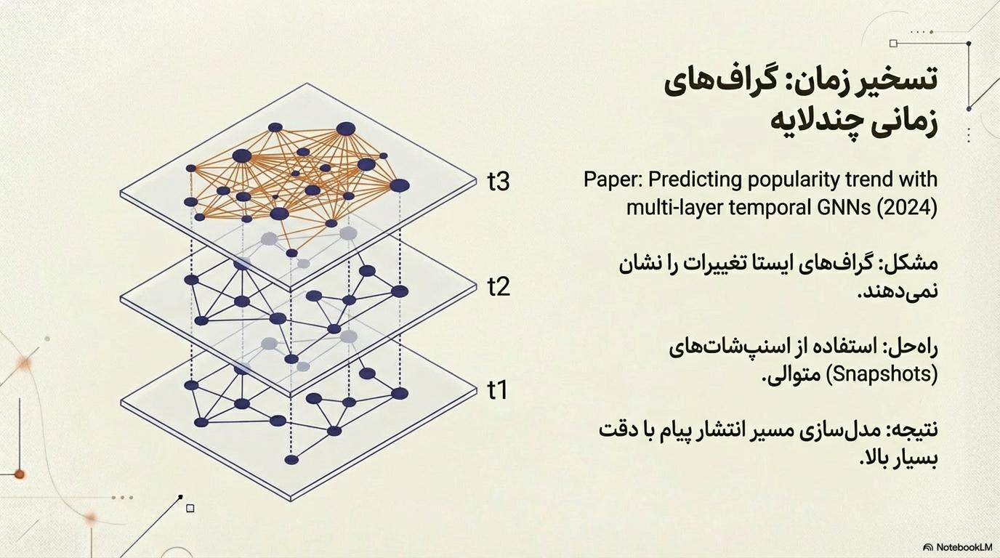 تسخیر زمان: گراف‌های
زمانی چندلایه
Paper: Predicting popularity trend with
multi-layer temporal GNNs (2024)
مشکل: گراف‌های ایستا تغییرات را نشان
نمی‌دهند.
راه‌حل: استفاده از اسنپ‌شات‌های
(Snapshots) متوالی.
نتیجه: مدل‌سازی مسیر انتشار پیام با دقت
بسیار بالا.
t3
t2
t1
NotebookLM